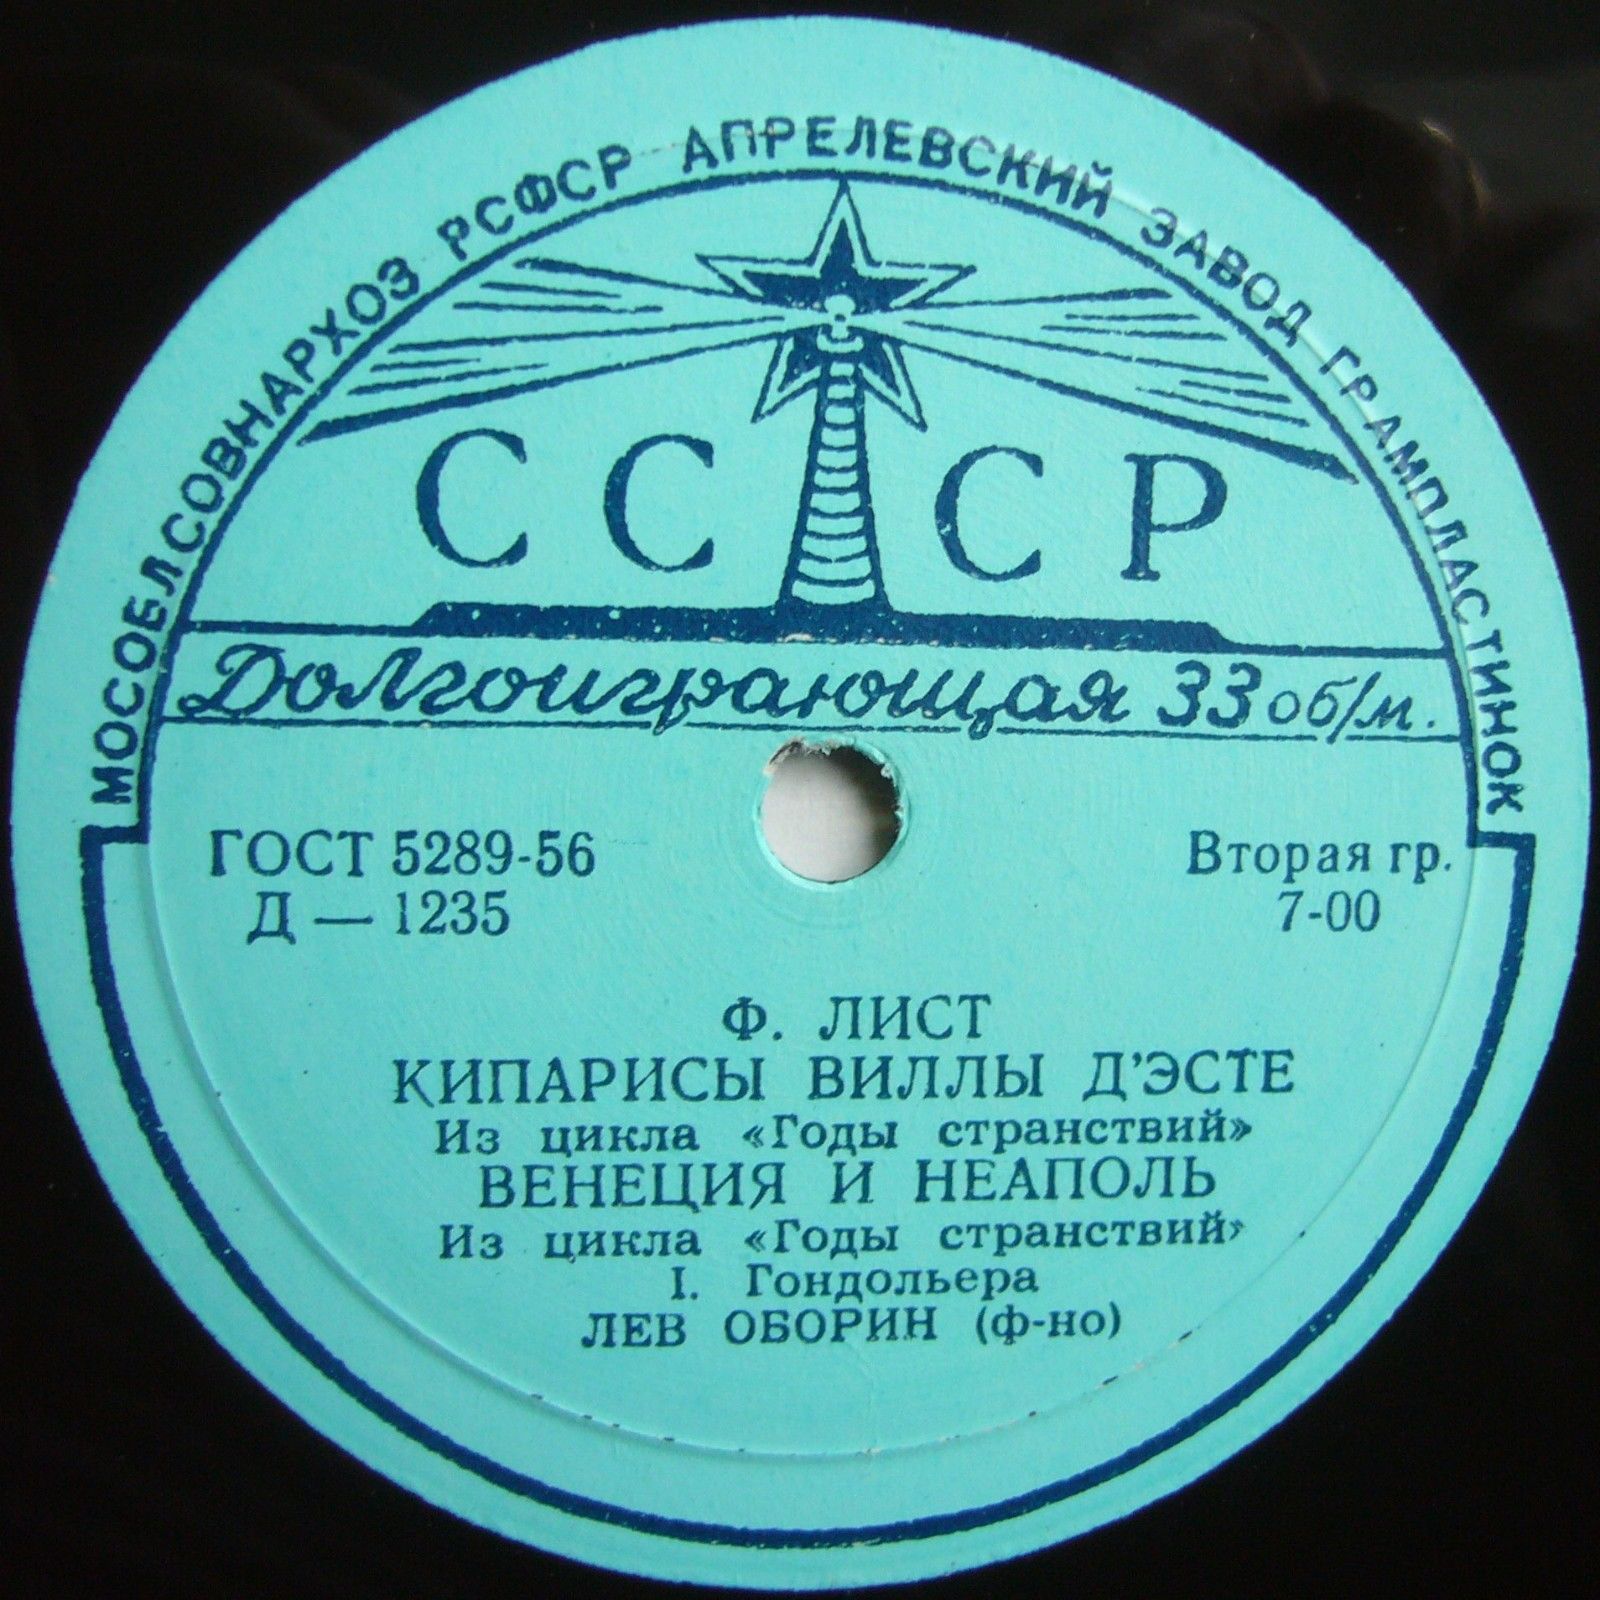 МОСОБЛСОВНАРХОЗ РСФСР АПРЕЛЕВСКИЙ ЗАВОД ГРАМПЛАСТИНОК
СССР
Долгоиграющая 33 об/м.
ГОСТ 5289-56
Д — 1235
Вторая гр.
7-00
Ф. ЛИСТ
КИПАРИСЫ ВИЛЛЫ Д'ЭСТЕ
Из цикла «Годы странствий»
ВЕНЕЦИЯ И НЕАПОЛЬ
Из цикла «Годы странствий»
I. Гондольера
ЛЕВ ОБОРИН (ф-но)